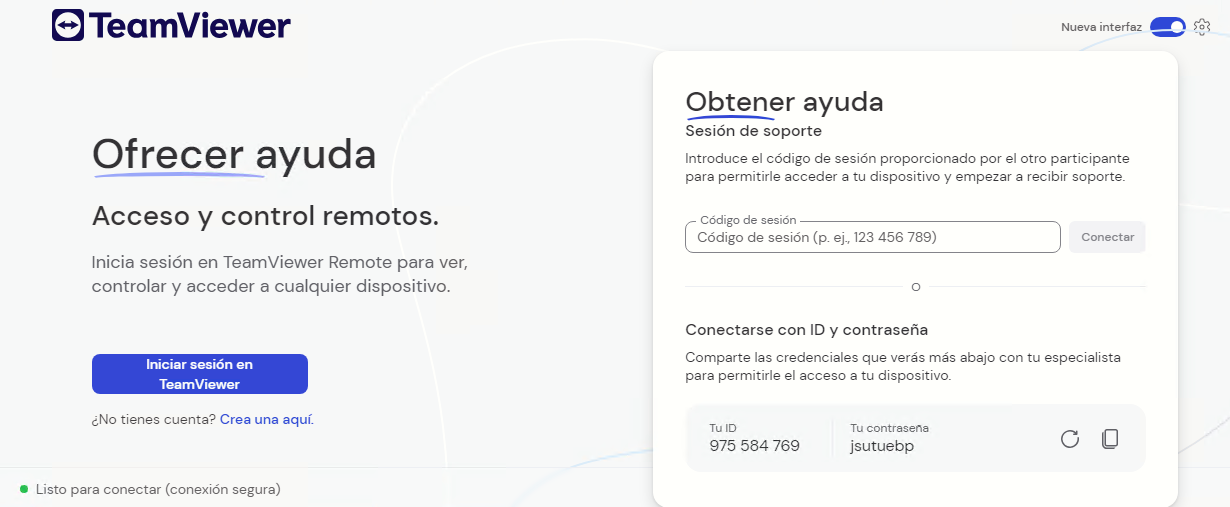 TeamViewer
Nueva interfaz
Ofrecer ayuda
Acceso y control remotos.
Inicia sesión en TeamViewer Remote para ver,
controlar y acceder a cualquier dispositivo.
Iniciar sesión en
TeamViewer
¿No tienes cuenta? Crea una aquí.
Listo para conectar (conexión segura)
Obtener ayuda
Sesión de soporte
Introduce el código de sesión proporcionado por el otro participante
para permitirle acceder a tu dispositivo y empezar a recibir soporte.
Código de sesión
Código de sesión (p. ej., 123 456 789)
Conectar
O
Conectarse con ID y contraseña
Comparte las credenciales que verás más abajo con tu especialista
para permitirle el acceso a tu dispositivo.
Tu ID
975 584 769
Tu contraseña
jsutuebp